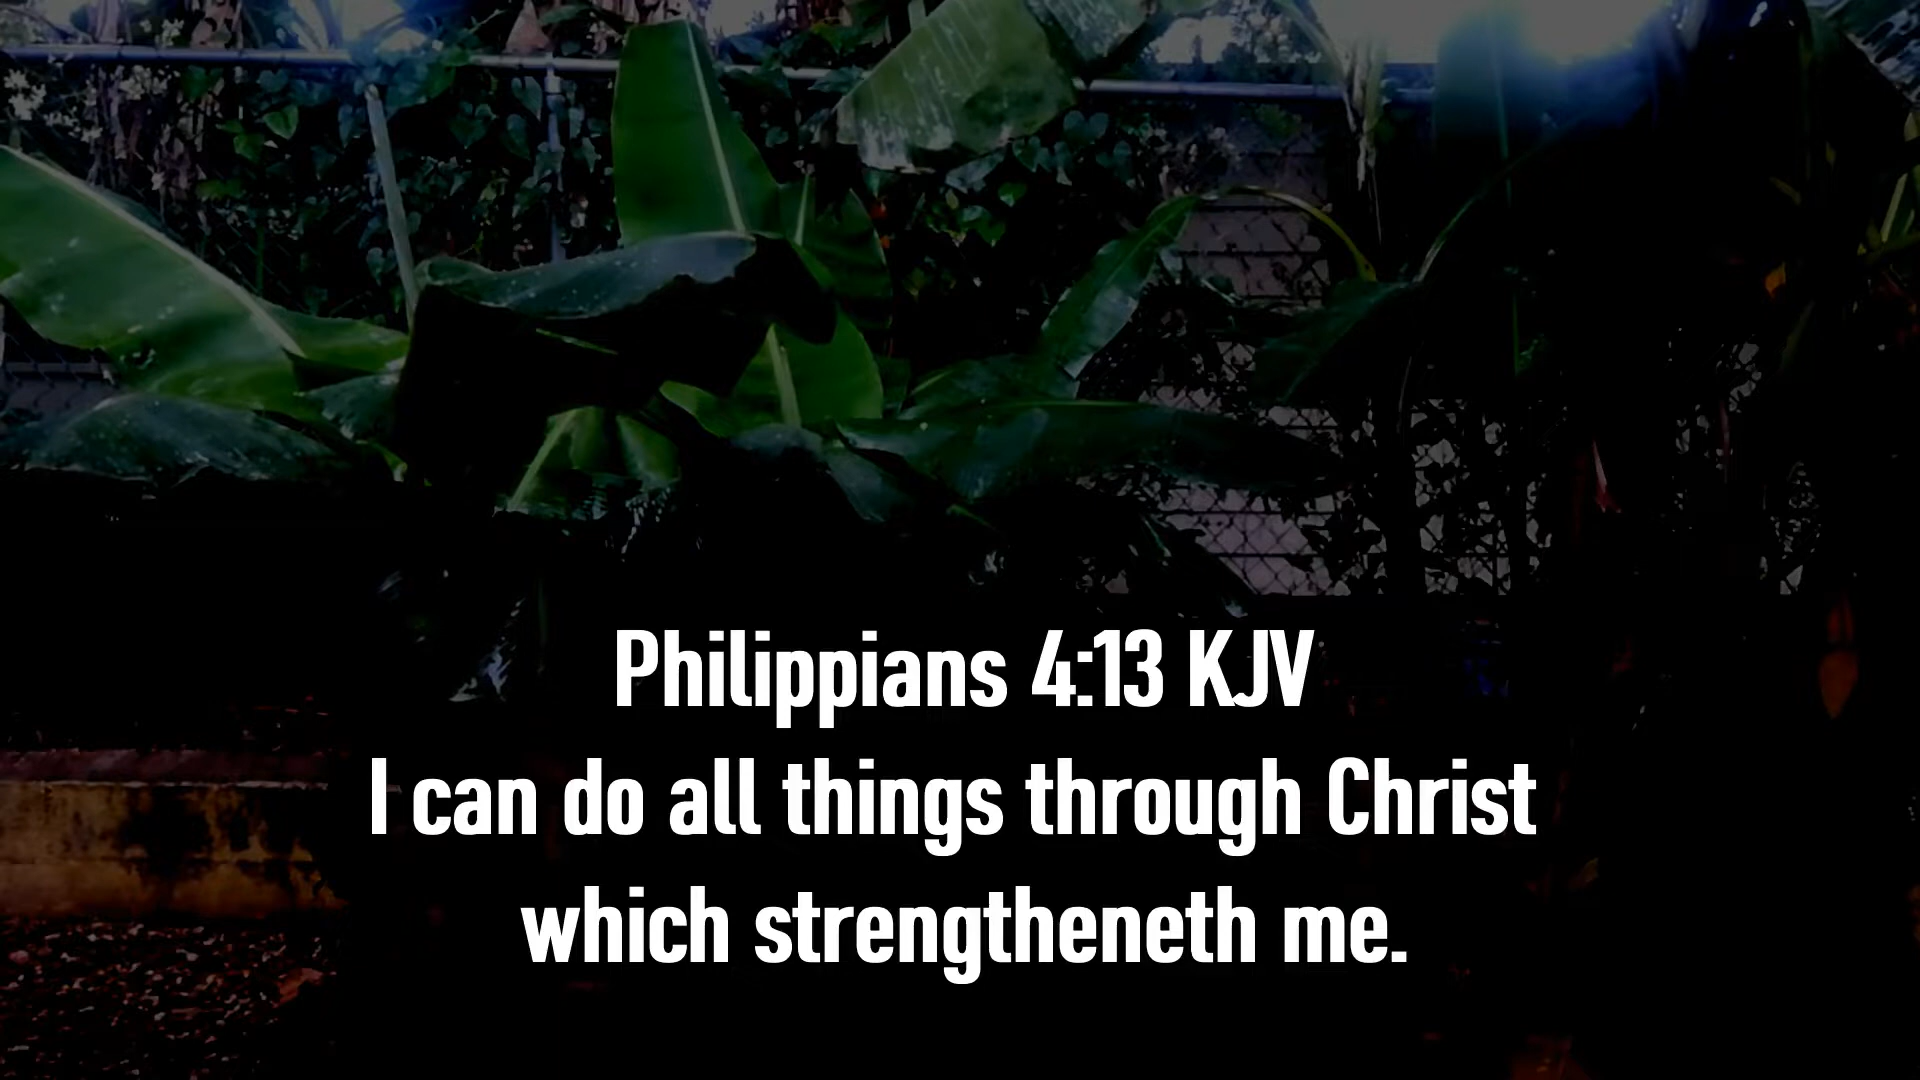 Philippians 4:13 KJV
I can do all things through Christ
which strengtheneth me.